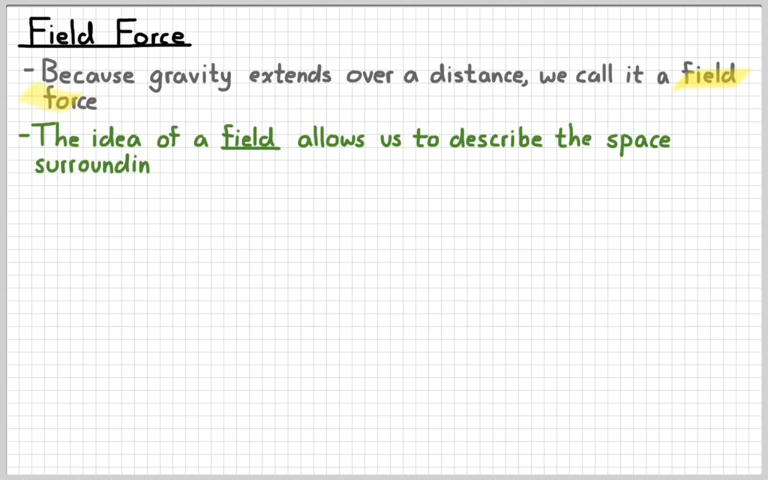 Field Force
- Because gravity extends over a distance, we call it a field
force
- The idea of a field allows us to describe the space
surroundin